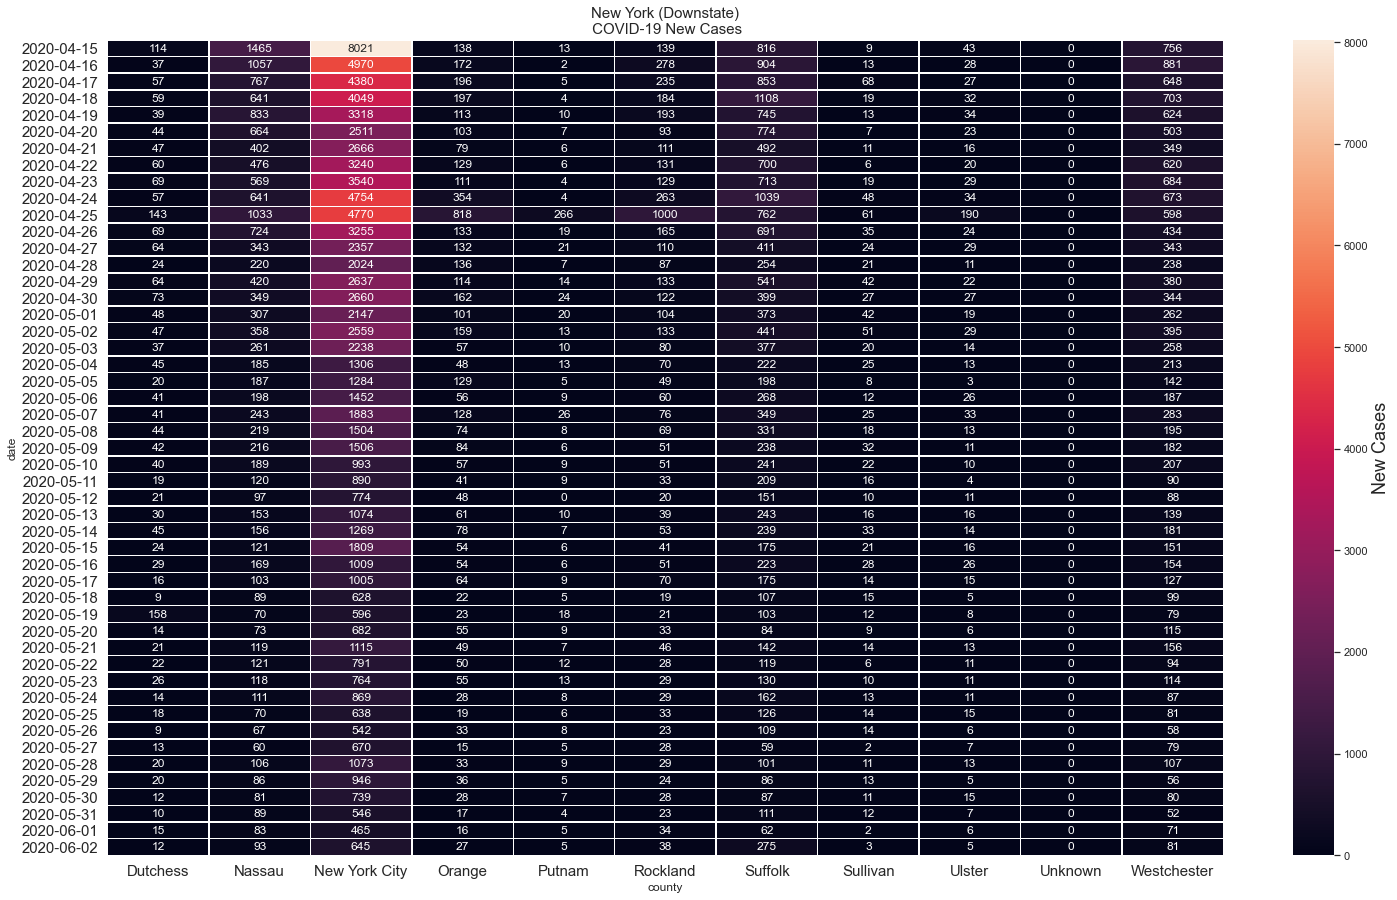 New York (Downstate)
COVID-19 New Cases
2020-04-15 114 1465 8021 138 13 139 816 9 43 0 756
2020-04-16 37 1057 4970 172 2 278 904 13 28 0 881
2020-04-17 57 767 4380 196 5 235 853 68 27 0 648
2020-04-18 59 641 4049 197 4 184 1108 19 32 0 703
2020-04-19 39 833 3318 113 10 193 745 13 34 0 624
2020-04-20 44 664 2511 103 7 93 774 7 23 0 503
2020-04-21 47 402 2666 79 6 111 492 11 16 0 349
2020-04-22 60 476 3240 129 6 131 700 6 20 0 620
2020-04-23 69 569 3540 111 4 129 713 19 29 0 684
2020-04-24 57 641 4754 354 4 263 1039 48 34 0 673
2020-04-25 143 1033 4770 818 266 1000 762 61 190 0 598
2020-04-26 69 724 3255 133 19 165 691 35 24 0 434
2020-04-27 64 343 2357 132 21 110 411 24 29 0 343
2020-04-28 24 220 2024 136 7 87 254 21 11 0 238
2020-04-29 64 420 2637 114 14 133 541 42 22 0 380
2020-04-30 73 349 2660 162 24 122 399 27 27 0 344
2020-05-01 48 307 2147 101 20 104 373 42 19 0 262
2020-05-02 47 358 2559 159 13 133 441 51 29 0 395
2020-05-03 37 261 2238 57 10 80 377 20 14 0 258
2020-05-04 45 185 1306 48 13 70 222 25 13 0 213
2020-05-05 20 187 1284 129 5 49 198 8 3 0 142
2020-05-06 41 198 1452 56 9 60 268 12 26 0 187
2020-05-07 41 243 1883 128 26 76 349 25 33 0 283
2020-05-08 44 219 1504 74 8 69 331 18 13 0 195
2020-05-09 42 216 1506 84 6 51 238 32 11 0 182
2020-05-10 40 189 993 57 9 51 241 22 10 0 207
2020-05-11 19 120 890 41 9 33 209 16 4 0 90
2020-05-12 21 97 774 48 0 20 151 10 11 0 88
2020-05-13 30 153 1074 61 10 39 243 16 16 0 139
2020-05-14 45 156 1269 78 7 53 239 33 14 0 181
2020-05-15 24 121 1809 54 6 41 175 21 16 0 151
2020-05-16 29 169 1009 54 6 51 223 28 26 0 154
2020-05-17 16 103 1005 64 9 70 175 14 15 0 127
2020-05-18 9 89 628 22 5 19 107 15 5 0 99
2020-05-19 158 70 596 23 18 21 103 12 8 0 79
2020-05-20 14 73 682 55 9 33 84 9 6 0 115
2020-05-21 21 119 1115 49 7 46 142 14 13 0 156
2020-05-22 22 121 791 50 12 28 119 6 11 0 94
2020-05-23 26 118 764 55 13 29 130 10 11 0 114
2020-05-24 14 111 869 28 8 29 162 13 11 0 87
2020-05-25 18 70 638 19 6 33 126 14 15 0 81
2020-05-26 9 67 542 33 8 23 109 14 6 0 58
2020-05-27 13 60 670 15 5 28 59 2 7 0 79
2020-05-28 20 106 1073 33 9 29 101 11 13 0 107
2020-05-29 20 86 946 36 5 24 86 13 5 0 56
2020-05-30 12 81 739 28 7 28 87 11 15 0 80
2020-05-31 10 89 546 17 4 23 111 12 7 0 52
2020-06-01 15 83 465 16 5 34 62 2 6 0 71
2020-06-02 12 93 645 27 5 38 275 3 5 0 81
Dutchess Nassau New York City Orange Putnam Rockland Suffolk Sullivan Ulster Unknown Westchester
county
date
8000
7000
6000
5000
4000
3000
2000
1000
0
New Cases